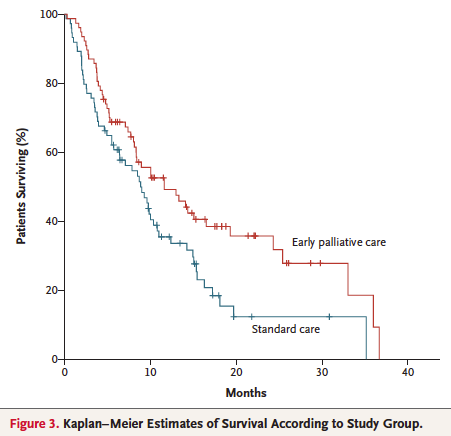 100
80
60
40
20
0
Patients Surviving (%)
Early palliative care
Standard care
0 10 20 30 40
Months
Figure 3. Kaplan–Meier Estimates of Survival According to Study Group.